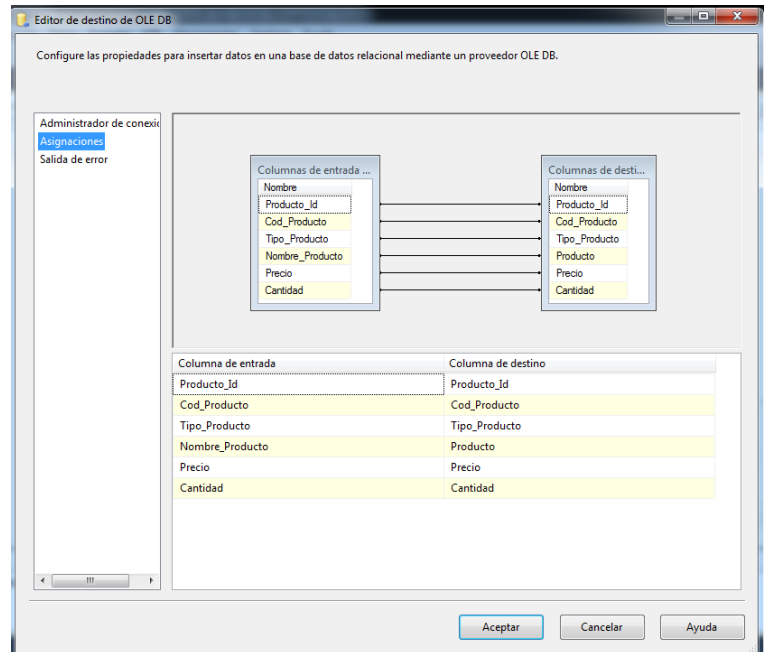 Editor de destino de OLE DB
Configure las propiedades para insertar datos en una base de datos relacional mediante un proveedor OLE DB.
Administrador de conexi
Asignaciones
Salida de error
Columnas de entrada ...
Nombre
Producto_Id
Cod_Producto
Tipo_Producto
Nombre_Producto
Precio
Cantidad
Columnas de desti...
Nombre
Producto_Id
Cod_Producto
Tipo_Producto
Producto
Precio
Cantidad
Columna de entrada Columna de destino
Producto_Id Producto_Id
Cod_Producto Cod_Producto
Tipo_Producto Tipo_Producto
Nombre_Producto Producto
Precio Precio
Cantidad Cantidad
Aceptar Cancelar Ayuda